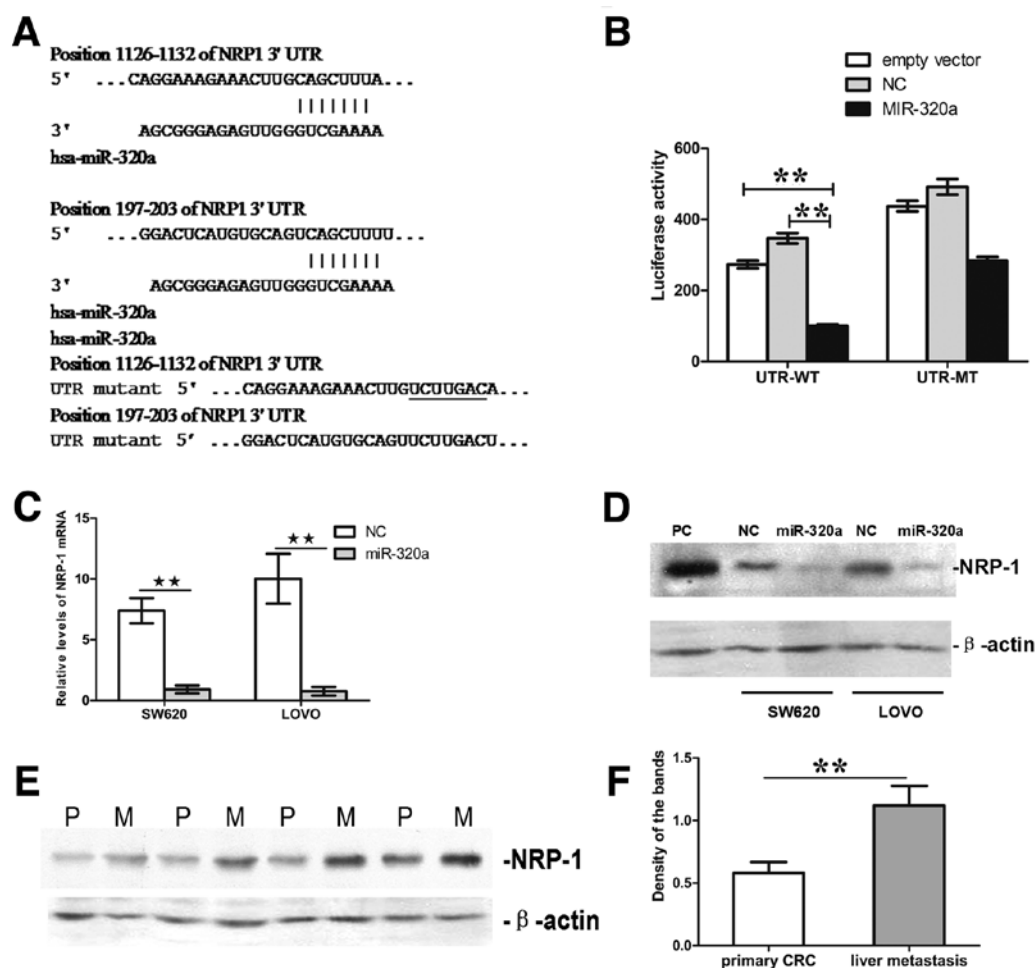 A
Position 1126-1132 of NRP1 3' UTR
5' ...CAGGAAAGAAACUUGCAGCUUUA...
| | | | | | |
3' AGCGGGAGAGUUGGGUCGAAAA
hsa-miR-320a
Position 197-203 of NRP1 3' UTR
5' ...GGACUCAUGUGCAGUCAGCUUUU...
| | | | | | |
3' AGCGGGAGAGUUGGGUCGAAAA
hsa-miR-320a
hsa-miR-320a
Position 1126-1132 of NRP1 3' UTR
UTR mutant 5' ...CAGGAAAGAAACUUGUCUUGACA...
Position 197-203 of NRP1 3' UTR
UTR mutant 5' ...GGACUCAUGUGCAGUUCUUGACU...
B
empty vector
NC
MIR-320a
Luciferase activity
600
400
200
0
**
**
UTR-WT UTR-MT
C
NC
miR-320a
Relative levels of NRP-1 mRNA
15
10
5
0
★★
★★
SW620 LOVO
D
PC NC miR-320a NC miR-320a
-NRP-1
-β-actin
SW620 LOVO
E
P M P M P M P M
-NRP-1
-β-actin
F
Density of the bands
1.5
1.0
0.5
0.0
**
primary CRC liver metastasis